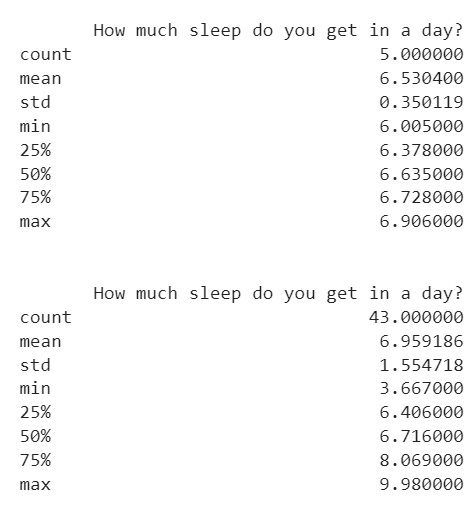 How much sleep do you get in a day?
count 5.000000
mean 6.530400
std 0.350119
min 6.005000
25% 6.378000
50% 6.635000
75% 6.728000
max 6.906000
How much sleep do you get in a day?
count 43.000000
mean 6.959186
std 1.554718
min 3.667000
25% 6.406000
50% 6.716000
75% 8.069000
max 9.980000